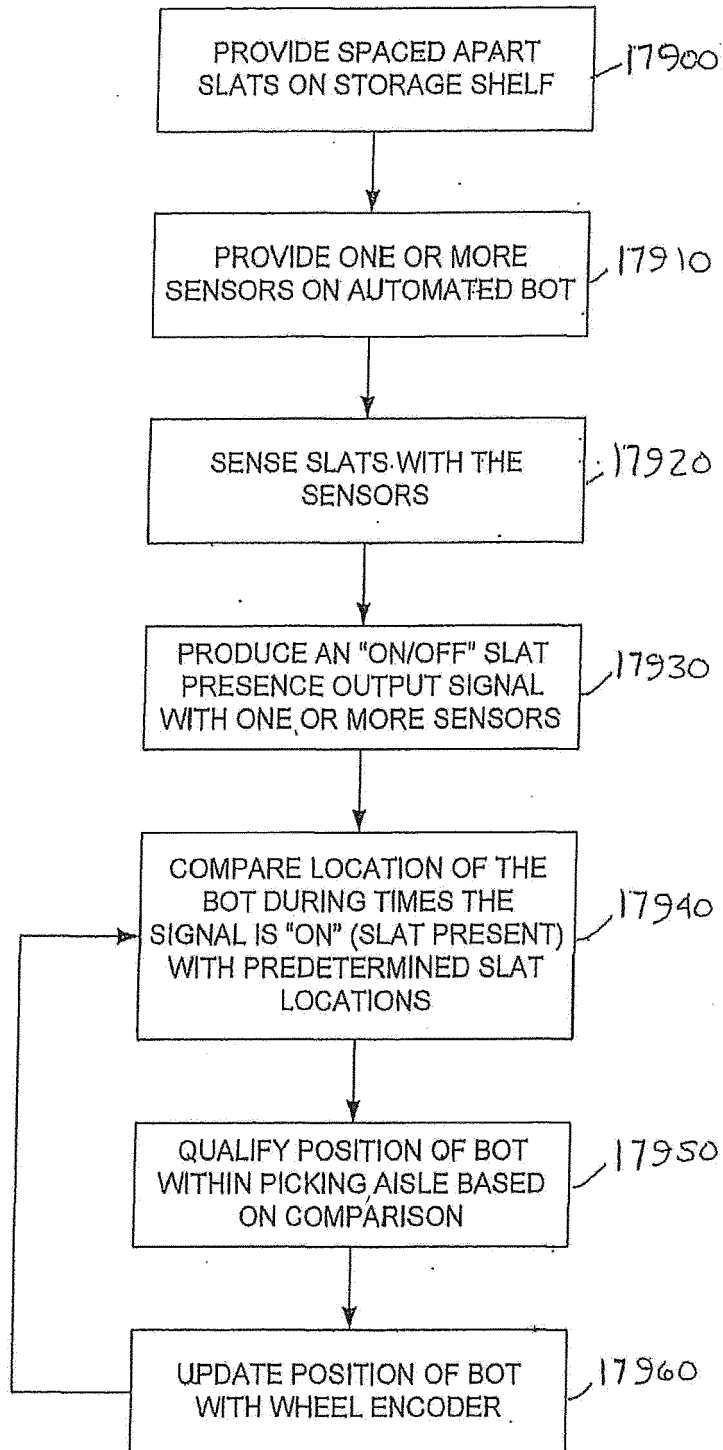 PROVIDE SPACED APART
SLATS ON STORAGE SHELF
17900
PROVIDE ONE OR MORE
SENSORS ON AUTOMATED BOT
17910
SENSE SLATS WITH THE
SENSORS
17920
PRODUCE AN "ON/OFF" SLAT
PRESENCE OUTPUT SIGNAL
WITH ONE OR MORE SENSORS
17930
COMPARE LOCATION OF THE
BOT DURING TIMES THE
SIGNAL IS "ON" (SLAT PRESENT)
WITH PREDETERMINED SLAT
LOCATIONS
17940
QUALIFY POSITION OF BOT
WITHIN PICKING AISLE BASED
ON COMPARISON
17950
UPDATE POSITION OF BOT
WITH WHEEL ENCODER
17960